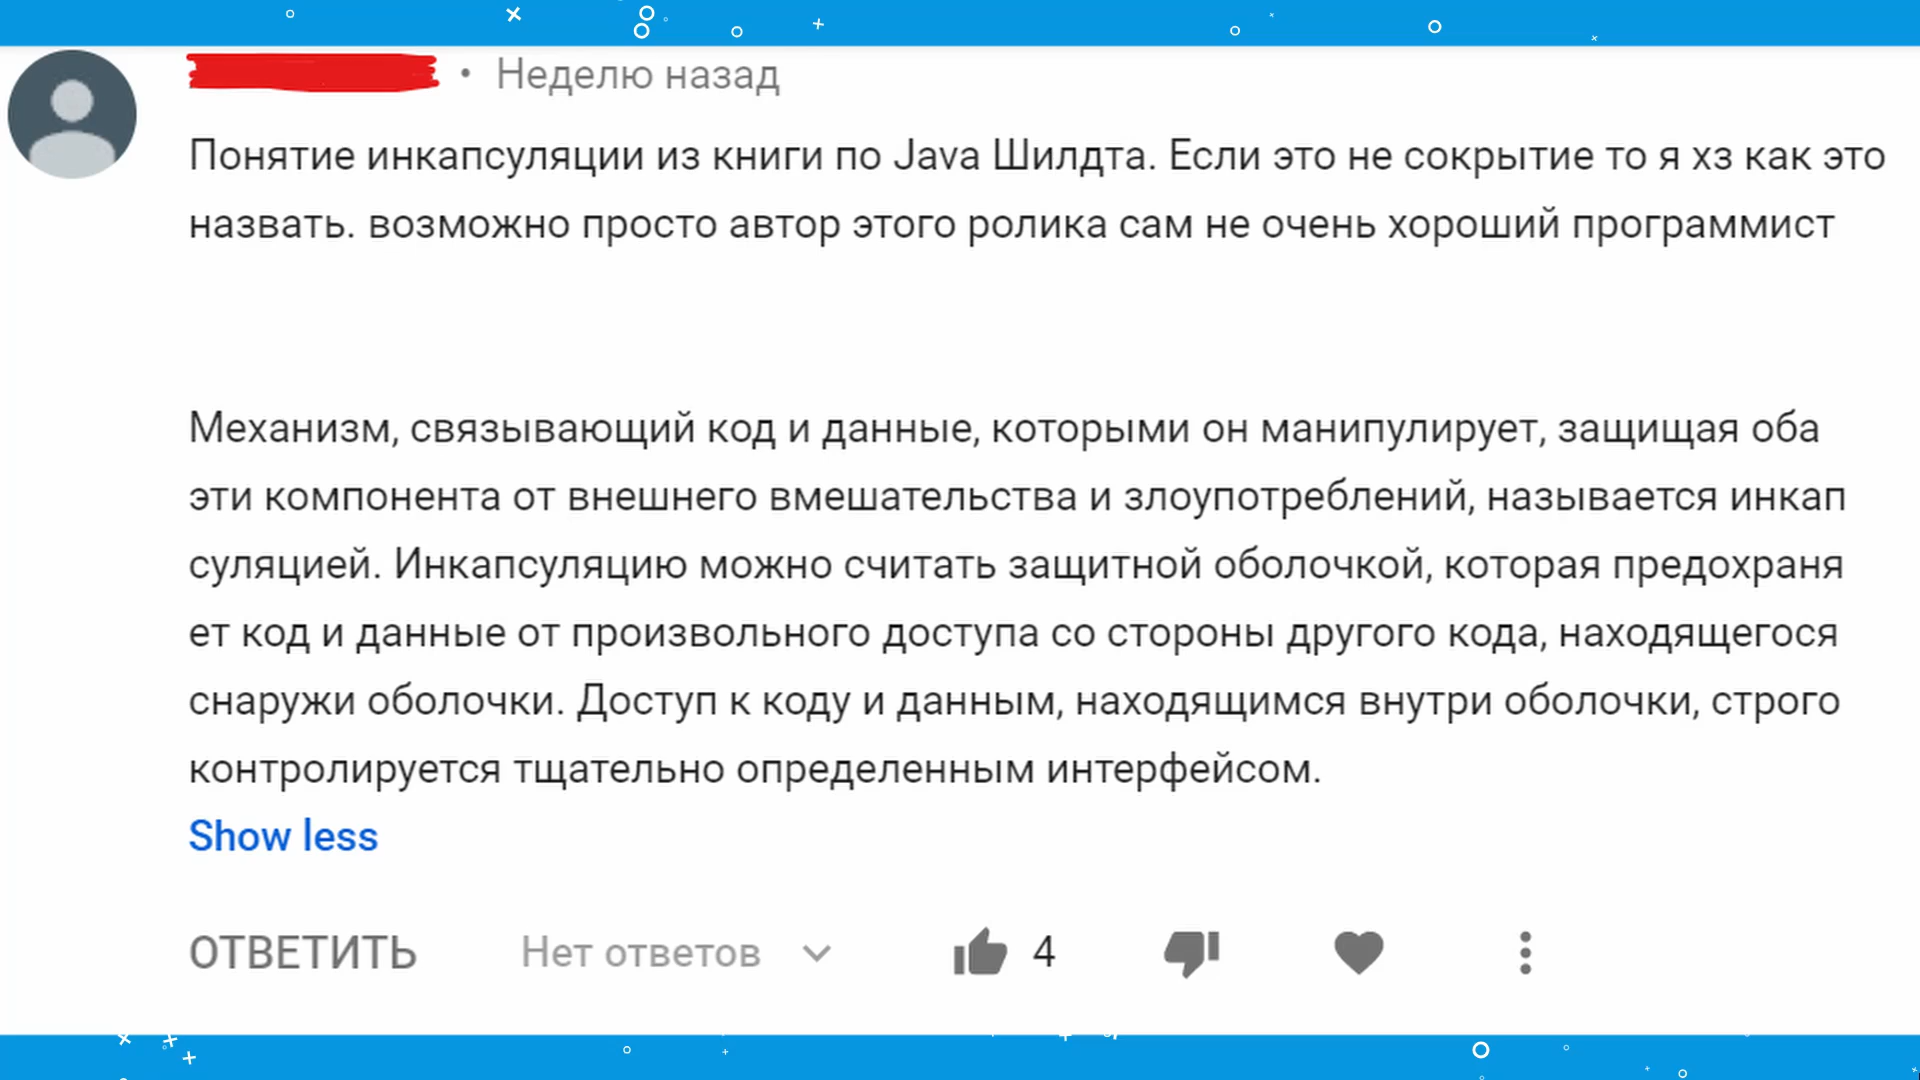 • Неделю назад
Понятие инкапсуляции из книги по Java Шилдта. Если это не сокрытие то я хз как это
назвать. возможно просто автор этого ролика сам не очень хороший программист
Механизм, связывающий код и данные, которыми он манипулирует, защищая оба
эти компонента от внешнего вмешательства и злоупотреблений, называется инкап
суляцией. Инкапсуляцию можно считать защитной оболочкой, которая предохраня
ет код и данные от произвольного доступа со стороны другого кода, находящегося
снаружи оболочки. Доступ к коду и данным, находящимся внутри оболочки, строго
контролируется тщательно определенным интерфейсом.
Show less
ОТВЕТИТЬ Нет ответов 4